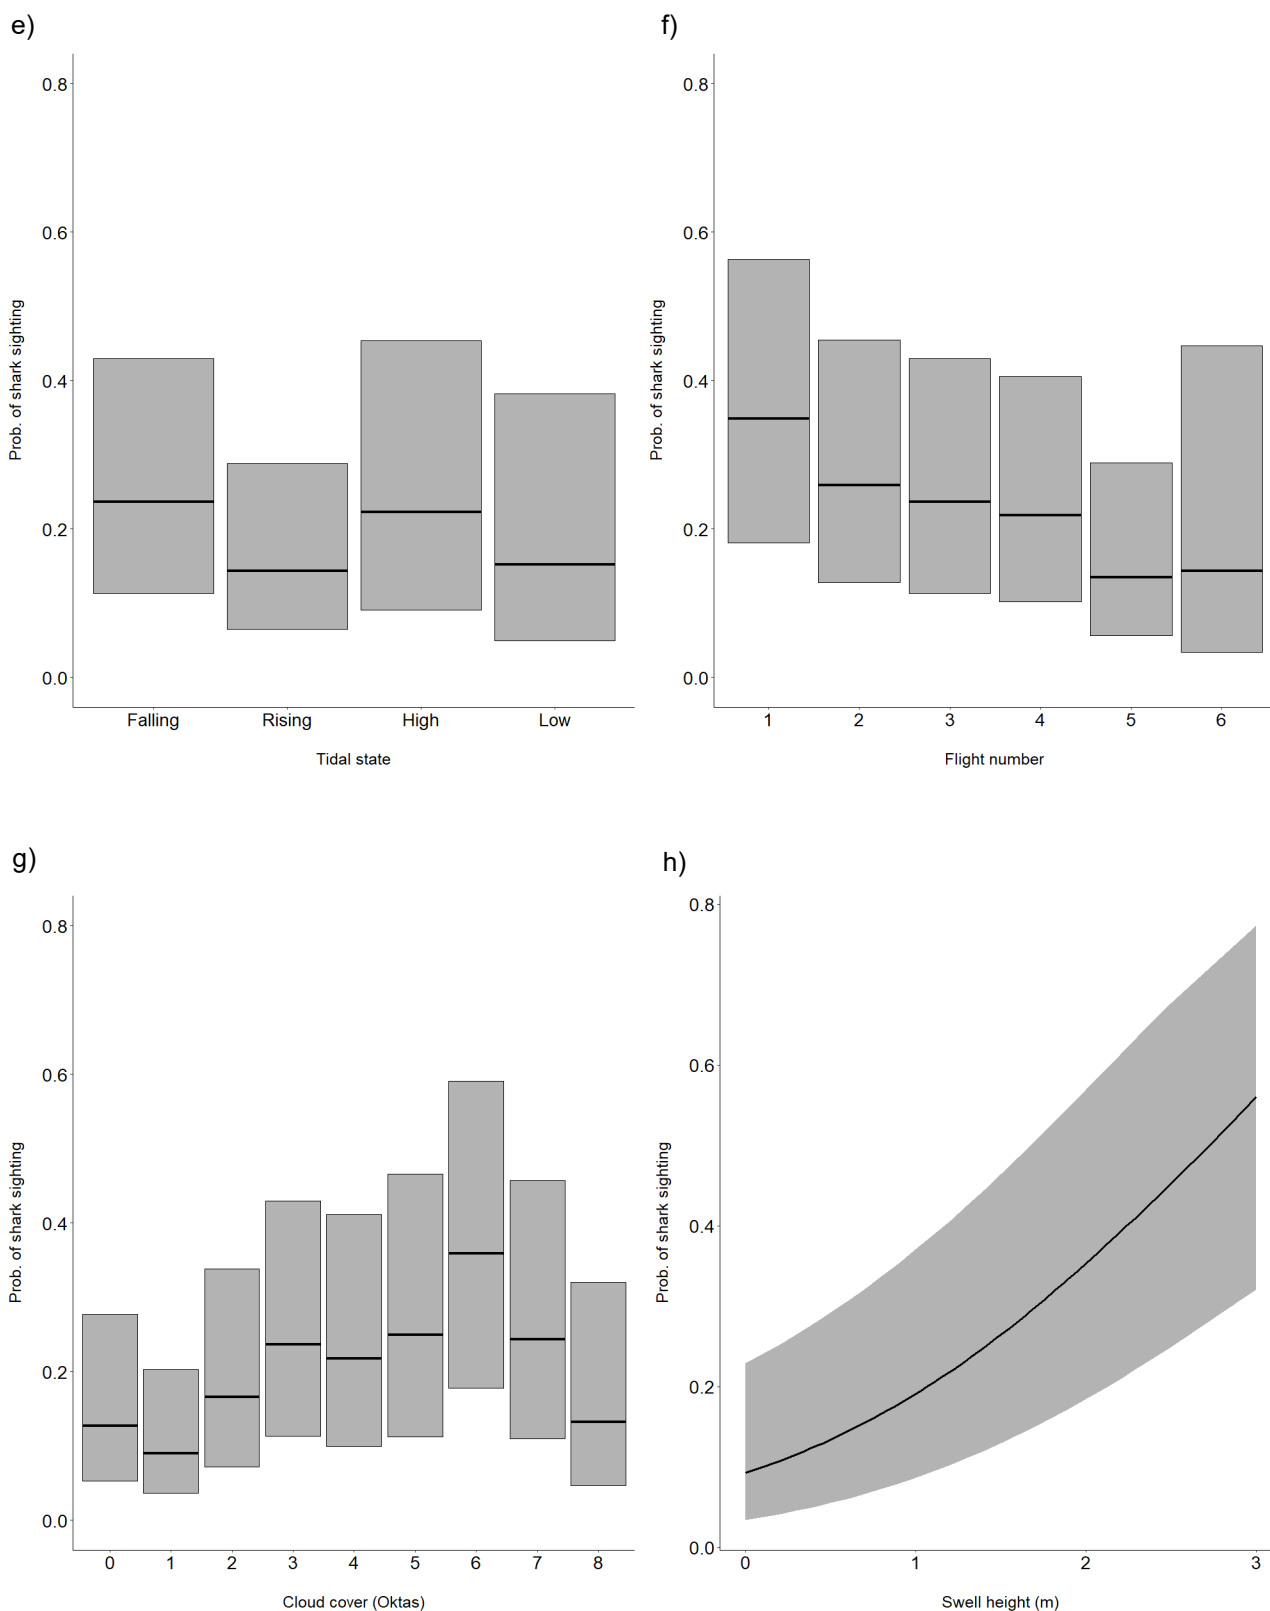 e)
0.8
0.6
0.4
0.2
0.0
Prob. of shark sighting
Falling Rising High Low
Tidal state
f)
0.8
0.6
0.4
0.2
0.0
Prob. of shark sighting
1 2 3 4 5 6
Flight number
g)
0.8
0.6
0.4
0.2
0.0
Prob. of shark sighting
0 1 2 3 4 5 6 7 8
Cloud cover (Oktas)
h)
0.8
0.6
0.4
0.2
0.0
Prob. of shark sighting
0 1 2 3
Swell height (m)